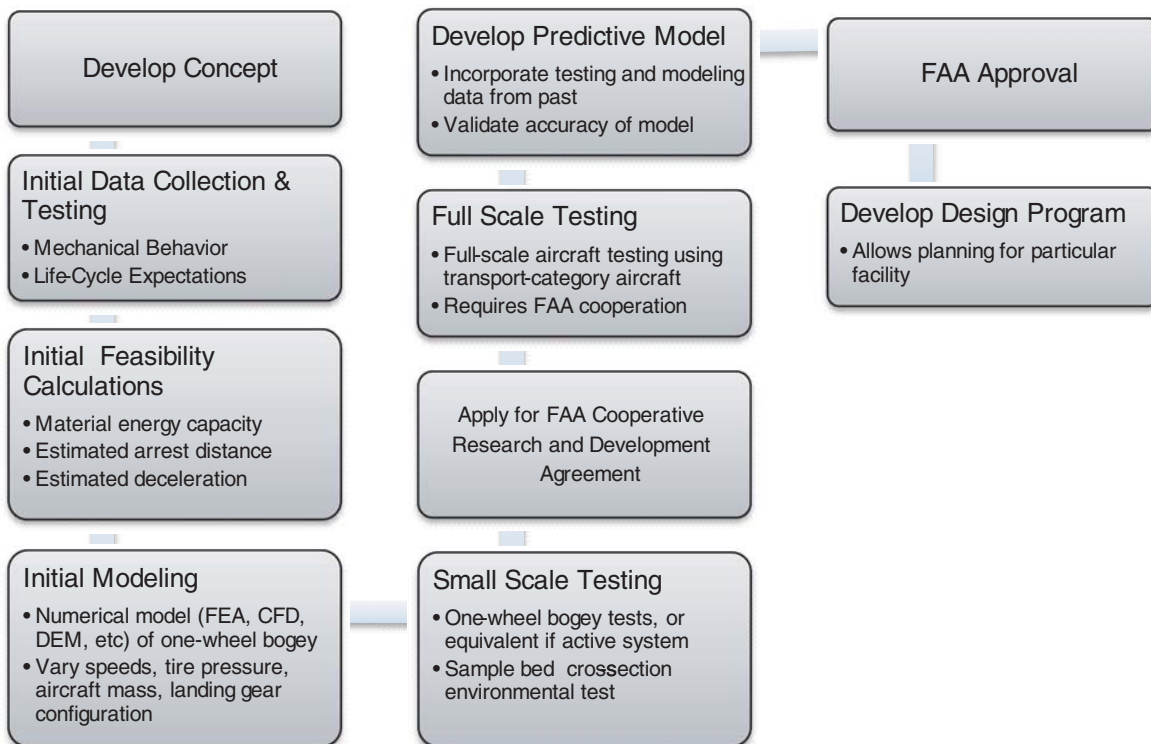 Develop Concept
Initial Data Collection &
Testing
• Mechanical Behavior
• Life-Cycle Expectations
Initial Feasibility
Calculations
• Material energy capacity
• Estimated arrest distance
• Estimated deceleration
Initial Modeling
• Numerical model (FEA, CFD,
DEM, etc) of one-wheel bogey
• Vary speeds, tire pressure,
aircraft mass, landing gear
configuration
Small Scale Testing
• One-wheel bogey tests, or
equivalent if active system
• Sample bed cross-section
environmental test
Apply for FAA Cooperative
Research and Development
Agreement
Full Scale Testing
• Full-scale aircraft testing using
transport-category aircraft
• Requires FAA cooperation
Develop Predictive Model
• Incorporate testing and modeling
data from past
• Validate accuracy of model
FAA Approval
Develop Design Program
• Allows planning for particular
facility